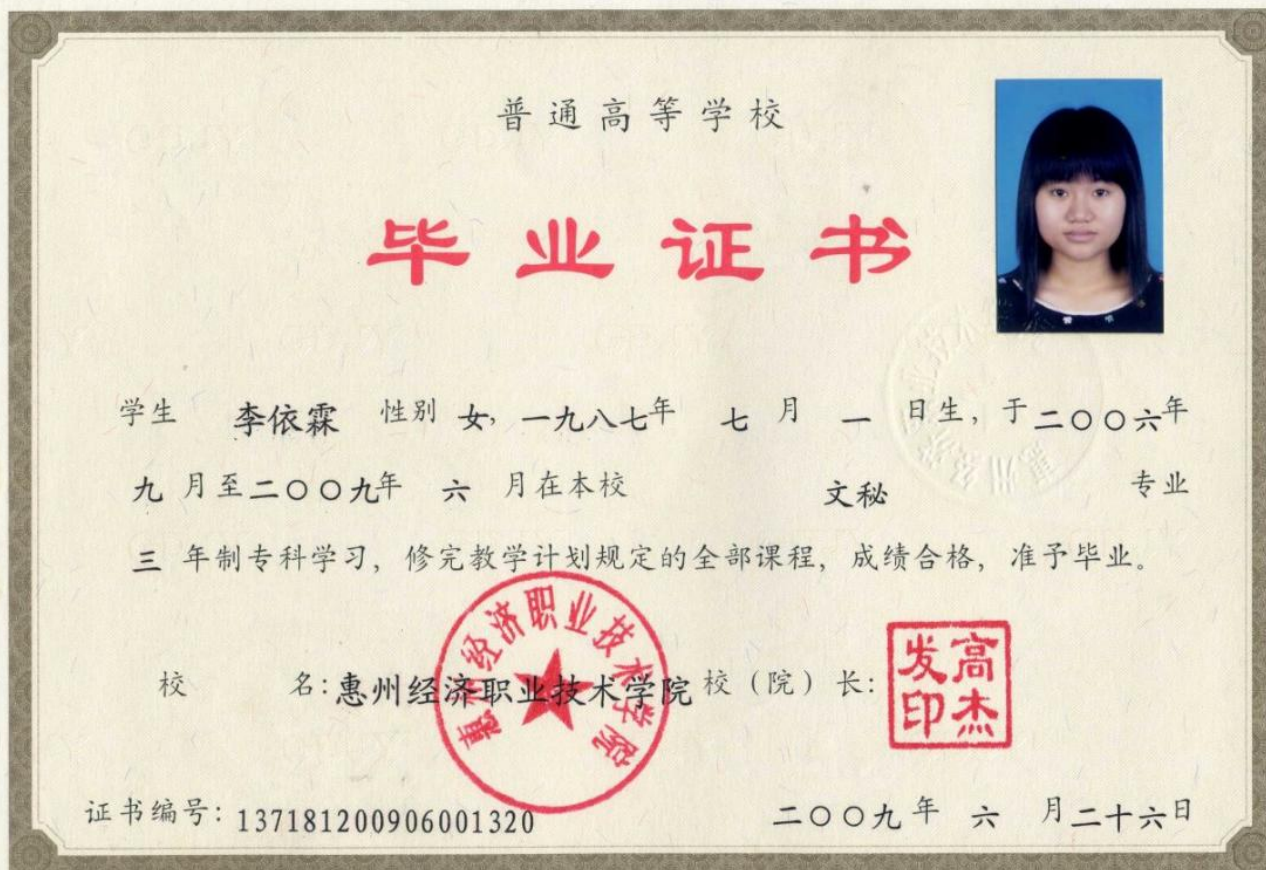 普通高等学校
毕业证书
学生 李依霖 性别 女, 一九八七年 七 月 一 日生, 于二〇〇六年
九 月至二〇〇九年 六 月在本校 文秘 专业
三 年制专科学习, 修完教学计划规定的全部课程, 成绩合格, 准予毕业。
校 名: 惠州经济职业技术学院 校（院）长:
惠州经济职业技术学院
高杰发印
证书编号: 137181200906001320
二〇〇九年 六 月二十六日